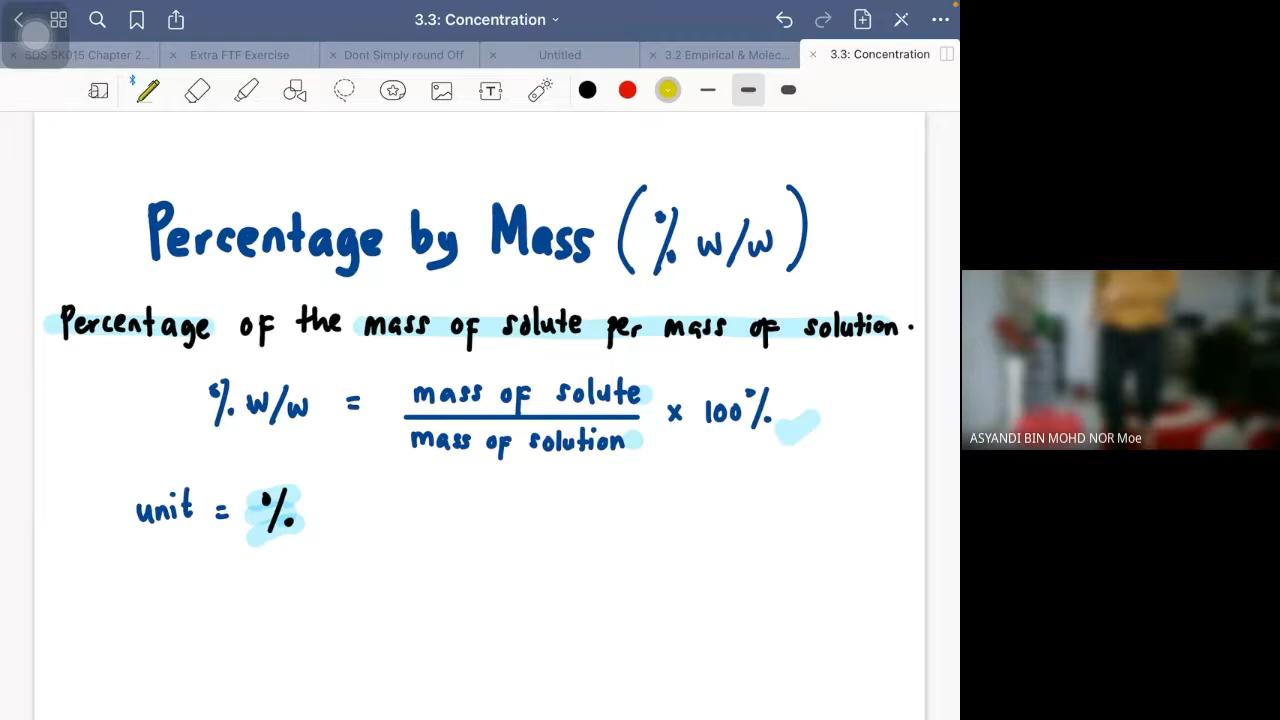 3.3: Concentration
SDS SK015 Chapter 2...
Extra FTF Exercise
Dont Simply round Off
Untitled
3.2 Empirical & Molec...
3.3: Concentration
Percentage by Mass (% w/w)
Percentage of the mass of solute per mass of solution.
% w/w = mass of solute
mass of solution
x 100%
unit = %
ASYANDI BIN MOHD NOR Moe